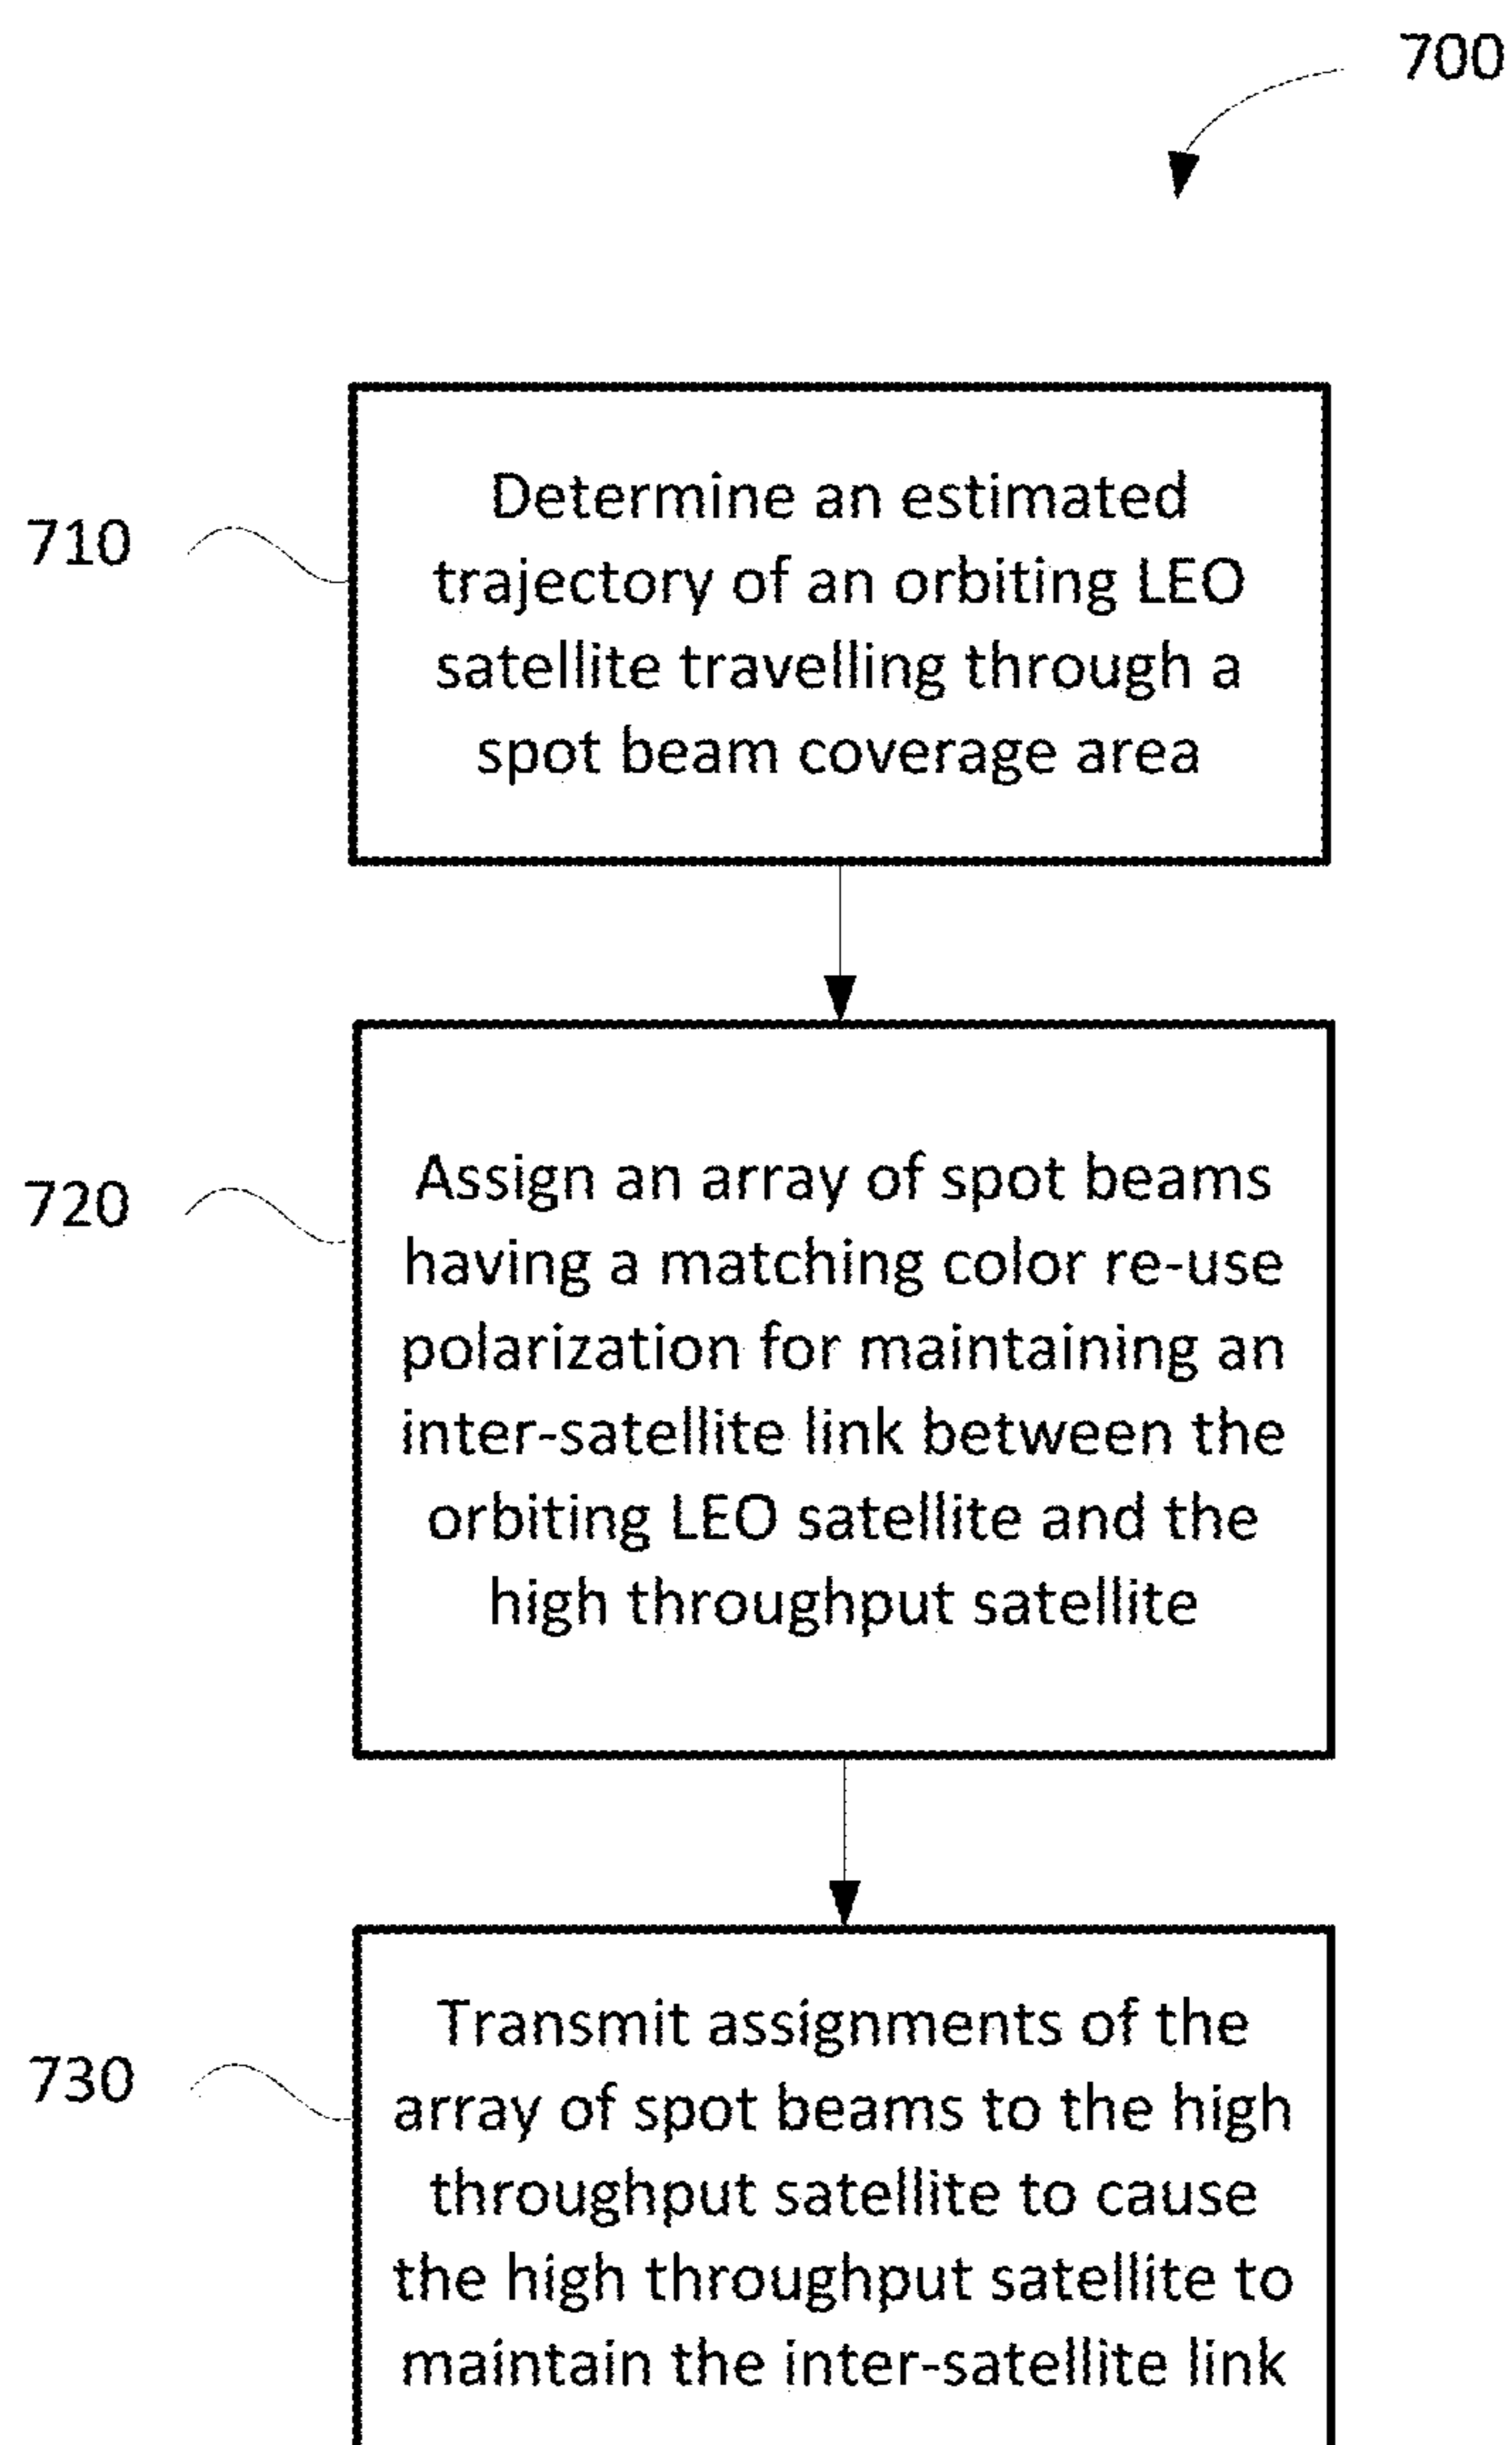 700
710
Determine an estimated
trajectory of an orbiting LEO
satellite travelling through a
spot beam coverage area
720
Assign an array of spot beams
having a matching color re-use
polarization for maintaining an
inter-satellite link between the
orbiting LEO satellite and the
high throughput satellite
730
Transmit assignments of the
array of spot beams to the high
throughput satellite to cause
the high throughput satellite to
maintain the inter-satellite link